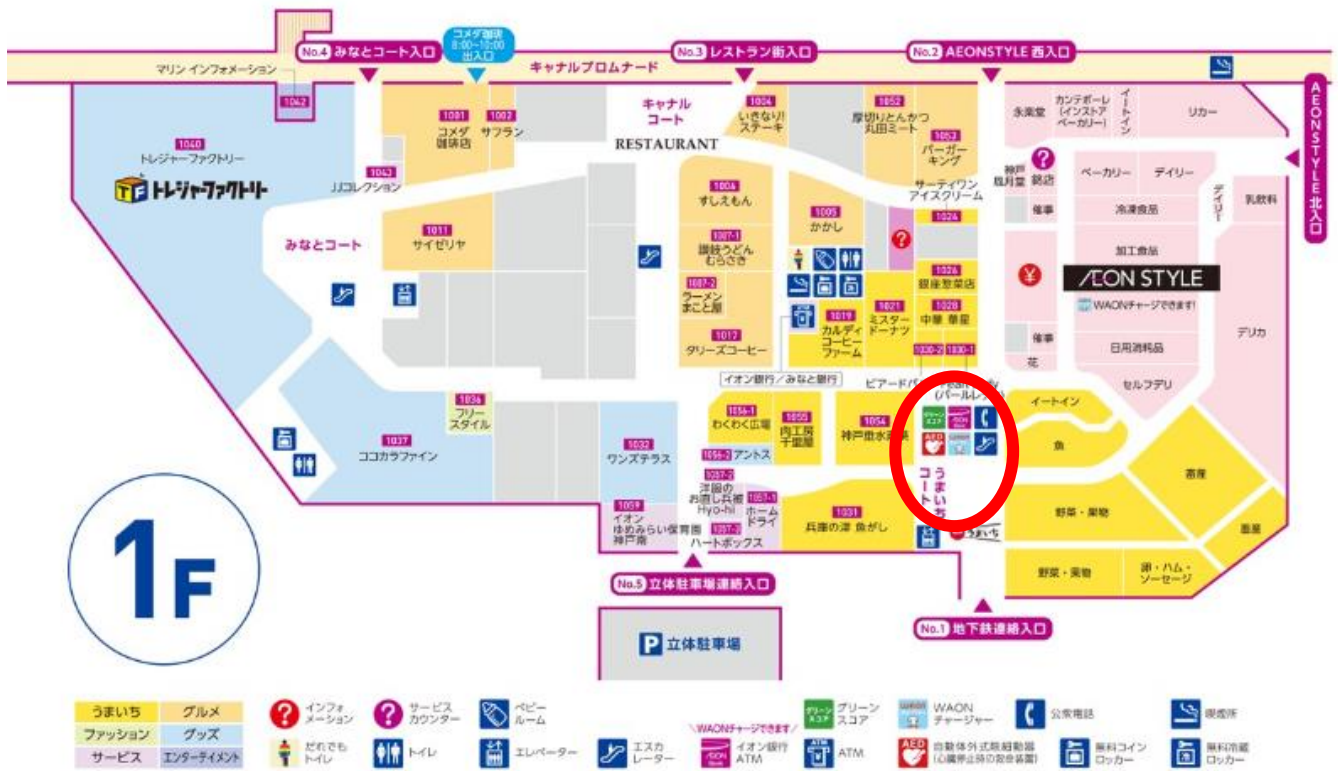 No.4 みなとコート入口
コメダ珈琲
8:00~10:00
出入口
No.3 レストラン街入口
No.2 AEONSTYLE 西入口
マリン インフォメーション
キャナルプロムナード
AEONSTYLE 北入口
1042
1040
トレジャーファクトリー
TF トレジャーファクトリー
1043
JJコレクション
1001
コメダ
珈琲店
1002
サフラン
キャナル
コート
RESTAURANT
1004
いきなり!
ステーキ
1052
厚切りとんかつ
丸田ミート
1053
バーガー
キング
永楽堂
カンテボーレ
(インストア
ベーカリー)
イートイン
リカー
みなとコート
1011
サイゼリヤ
1006
すしえもん
1007-1
讃岐うどん
むらさき
1007-2
ラーメン
まこと屋
1017
タリーズコーヒー
1005
かかし
サーティワン
アイスクリーム
1024
神戸
風月堂
銘店
催事
ベーカリー
デイリー
デイリー
乳飲料
冷凍食品
加工食品
ÆON STYLE
WAONチャージできます!
日用消耗品
セルフデリ
デリカ
催事
花
1026
銀座惣菜店
1028
中華 華星
1021
ミスター
ドーナツ
1019
カルディ
コーヒー
ファーム
1030-2
1030-1
イオン銀行/みなと銀行
ビアードパ
(パールレデ
1036
フリー
スタイル
1037
ココカラファイン
1032
ワンズテラス
1056-1
わくわく広場
1055
肉工房
千里屋
1054
神戸垂水
1056-2 アントス
1057-2
洋服の
お直し兵被
Hyo-hi
1057-1
ホーム
ドライ
1057-3
ハートボックス
1059
イオン
ゆめみらい保育園
神戸南
1031
兵庫の津 魚がし
グリーン
スコア
AEON
Bank
AED
WAON
うまいち
コート
うまいち
イートイン
魚
畜産
野菜・果物
野菜・果物
卵・ハム・
ソーセージ
No.5 立体駐車場連絡入口
No.1 地下鉄連絡入口
P 立体駐車場
1F
うまいち
グルメ
ファッション
グッズ
サービス
エンターテイメント
インフォ
メーション
サービス
カウンター
ベビー
ルーム
だれでも
トイレ
トイレ
エレベーター
エスカ
レーター
\WAONチャージできます/
イオン銀行
ATM
グリーン
スコア
ATM
WAON
チャージャー
自動体外式除細動器
(心臓停止時の救命装置)
公衆電話
無料コイン
ロッカー
喫煙所
無料冷蔵
ロッカー